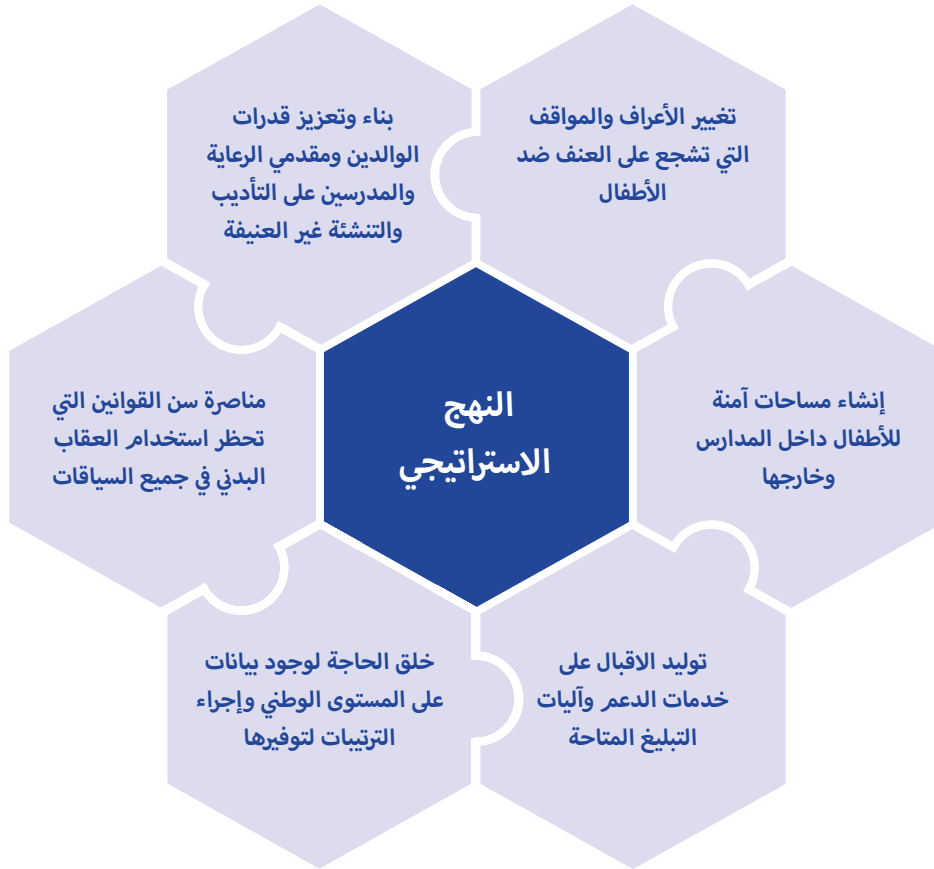 تغيير الأعراف والمواقف
التي تشجع على العنف ضد
الأطفال
بناء وتعزيز قدرات
الوالدين ومقدمي الرعاية
والمدرسين على التأديب
والتنشئة غير العنيفة
إنشاء مساحات آمنة
للأطفال داخل المدارس
وخارجها
النهج
الاستراتيجي
مناصرة سن القوانين التي
تحظر استخدام العقاب
البدني في جميع السياقات
توليد الاقبال على
خدمات الدعم وآليات
التبليغ المتاحة
خلق الحاجة لوجود بيانات
على المستوى الوطني وإجراء
الترتيبات لتوفيرها